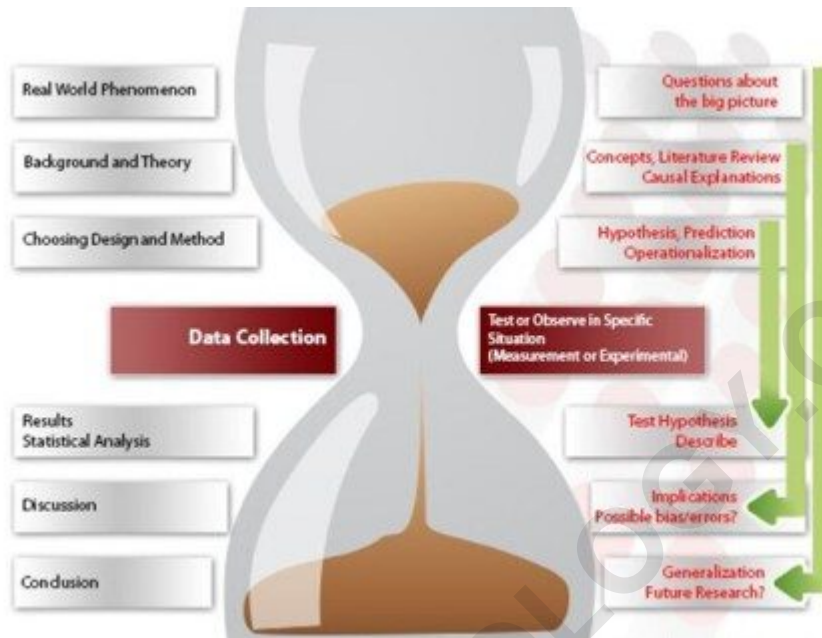 Real World Phenomenon
Questions about
the big picture
Background and Theory
Concepts, Literature Review
Causal Explanations
Choosing Design and Method
Hypothesis, Prediction
Operationalization
Data Collection
Test or Observe in Specific
Situation
(Measurement or Experimental)
Results
Statistical Analysis
Test Hypothesis
Describe
Discussion
Implications
Possible bias/errors?
Conclusion
Generalization
Future Research?
OLOGY.O